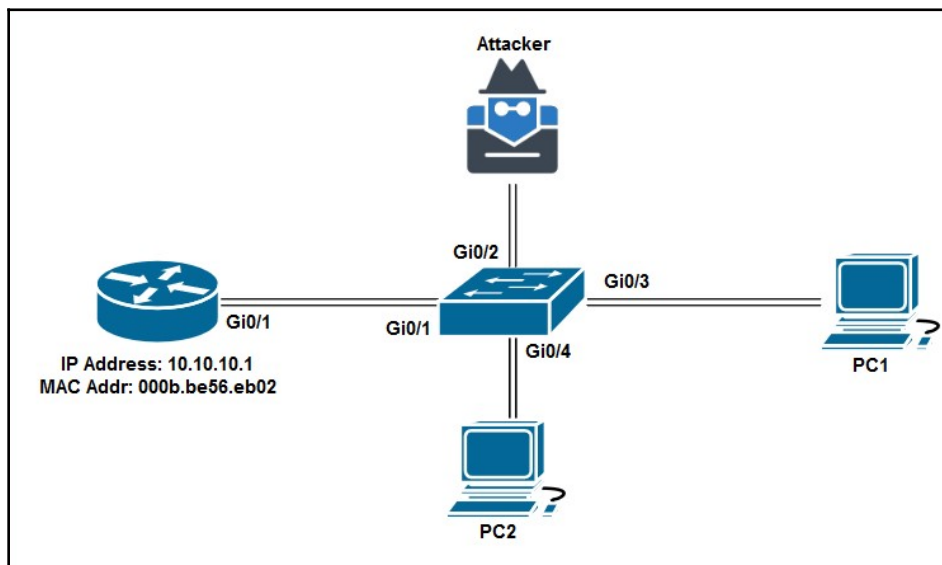 Attacker
Gi0/2
Gi0/3
Gi0/1
Gi0/1
Gi0/4
IP Address: 10.10.10.1
MAC Addr: 000b.be56.eb02
PC1
PC2